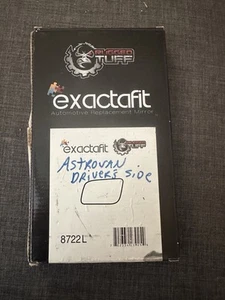 RUGGED
TUFF
exactafit
Automotive Replacement Mirror
exactafit
ASTROVAN
DRIVER'S SIDE
8722L